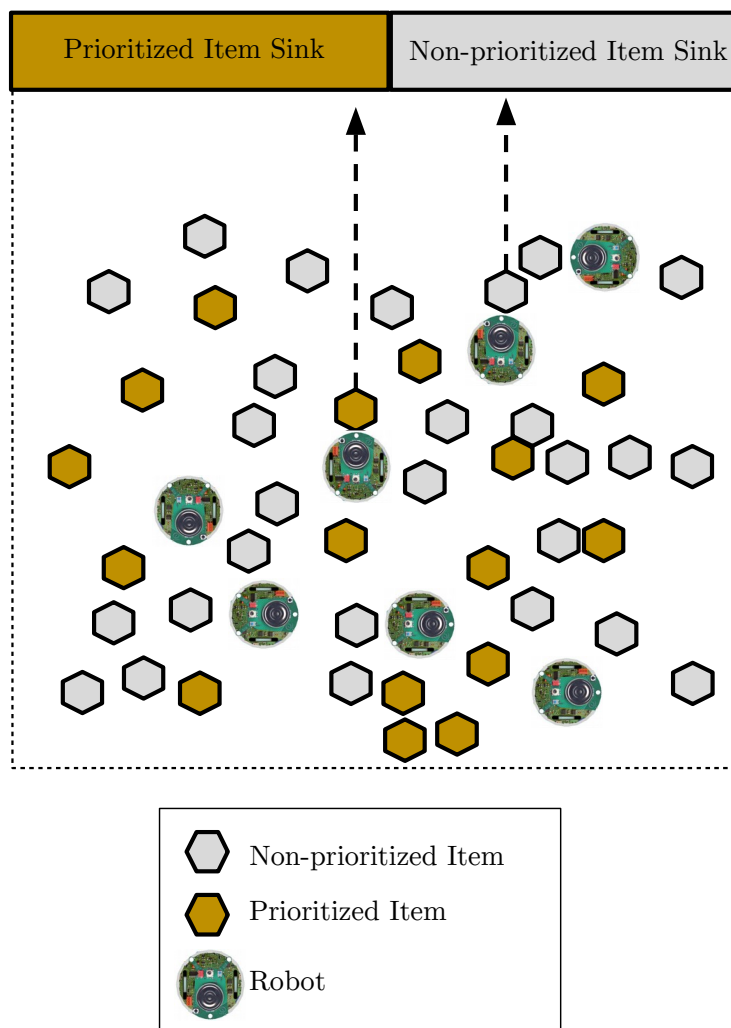 Prioritized Item Sink
Non-prioritized Item Sink
Non-prioritized Item
Prioritized Item
Robot